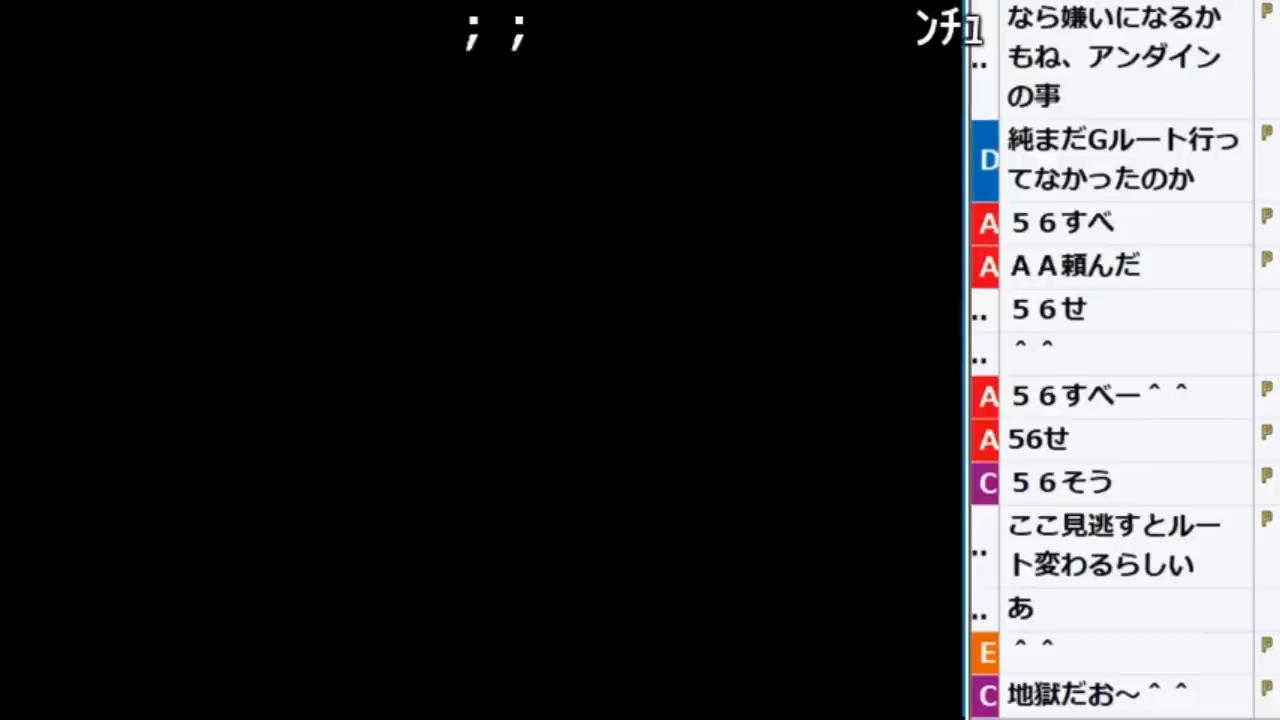 ； ；
ﾝﾁｭ
なら嫌いになるか
もね、アンダイン
の事
..
D
純まだGルート行っ
てなかったのか
A
５６すべ
A
ＡＡ頼んだ
..
５６せ
..
＾＾
A
５６すべー＾＾
A
56せ
C
５６そう
..
ここ見逃すとルー
ト変わるらしい
..
あ
E
＾＾
C
地獄だお～＾＾
P
P
P
P
P
P
P
P
P
P